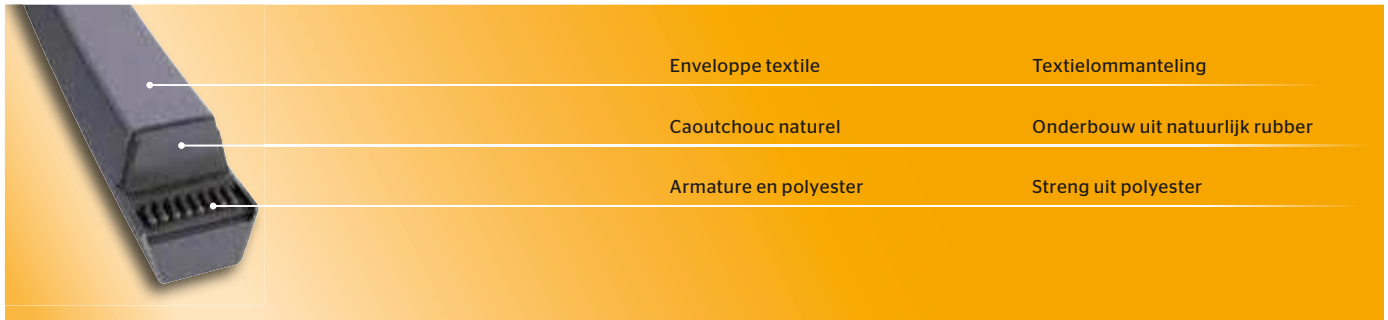 Enveloppe textile Textielommanteling
Caoutchouc naturel Onderbouw uit natuurlijk rubber
Armature en polyester Streng uit polyester